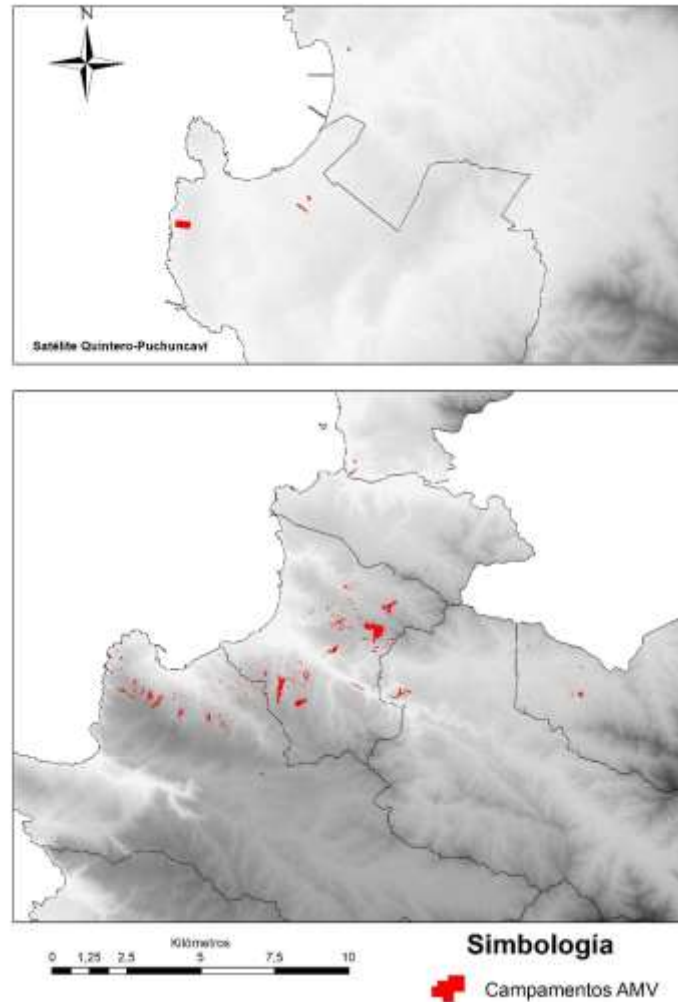 N
Satélite Quintero-Puchuncaví
Kilómetros
0 1,25 2,5 5 7,5 10
Simbología
Campamentos AMV